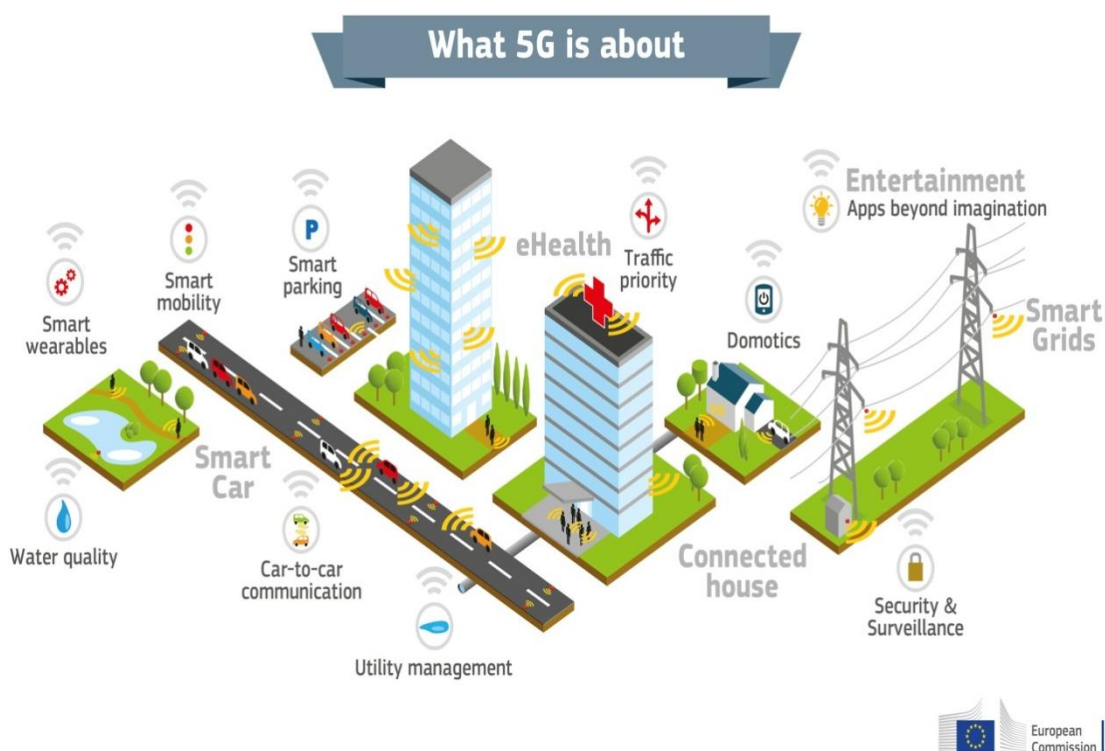 What 5G is about
Entertainment
Apps beyond imagination
eHealth
Traffic
priority
P
Smart
parking
Smart
mobility
Smart
wearables
Domotics
Smart
Grids
Smart
Car
Water quality
Car-to-car
communication
Connected
house
Security &
Surveillance
Utility management
European
Commission